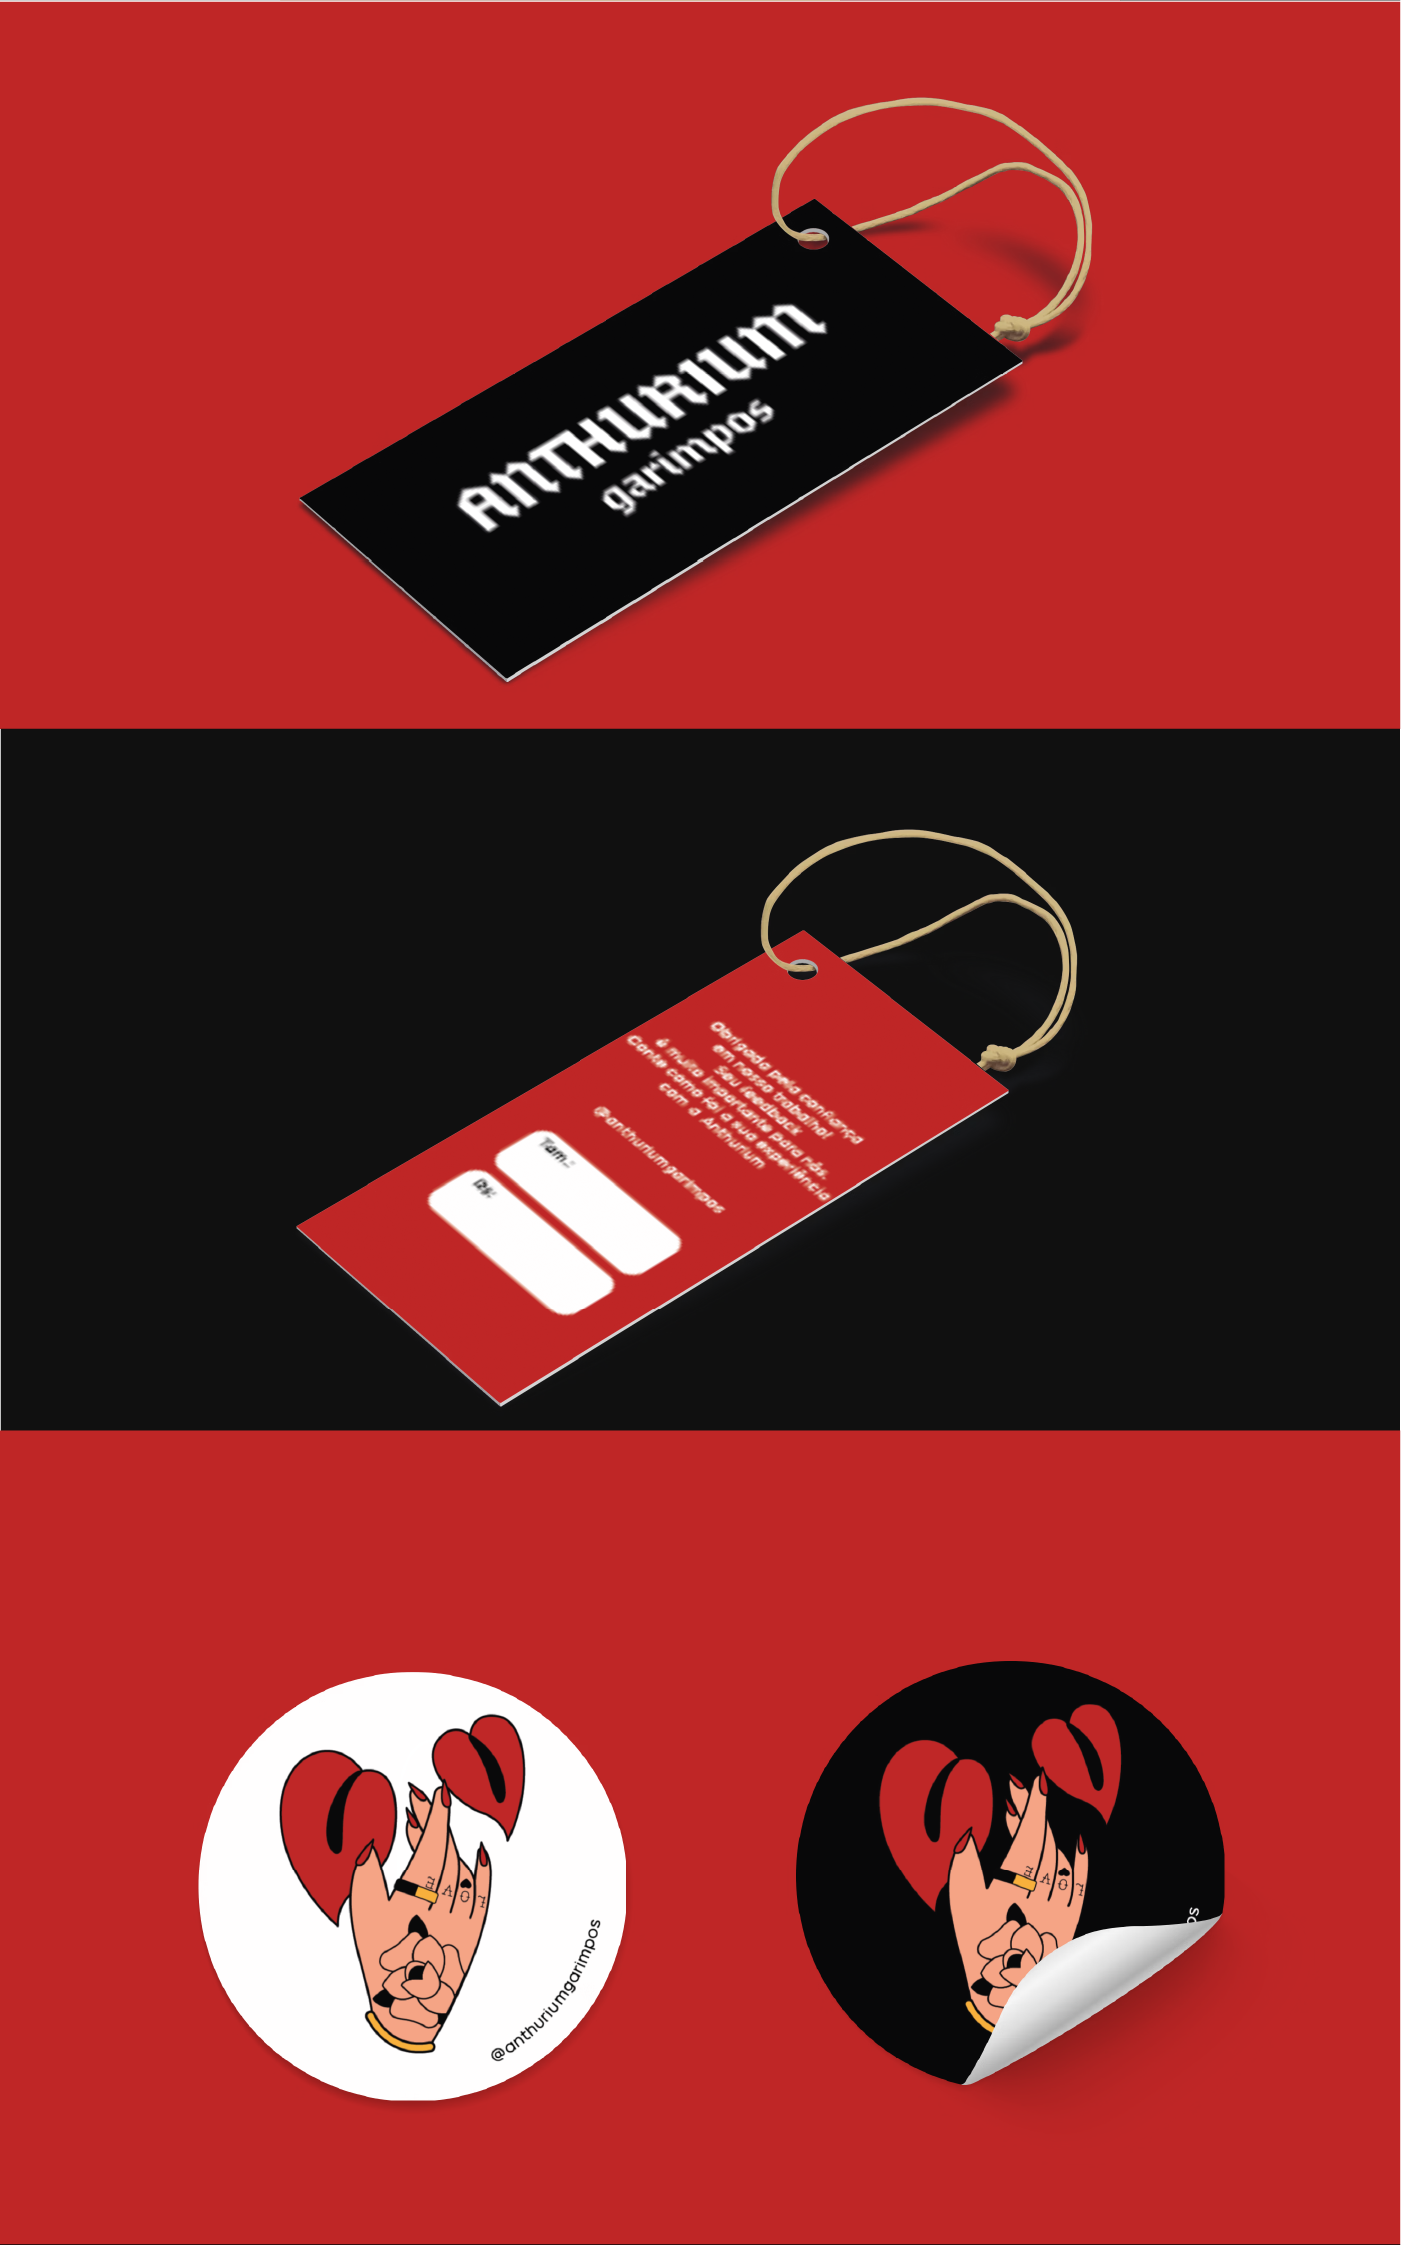 ANTHURIUM
garimpos
Obrigada pela confiança
em nosso trabalho!
Seu feedback
é muito importante para nós.
Conte como foi a sua experiência
com a Anthurium
@anthuriumgarimpos
Tam.:
R$:
L O V E
@anthuriumgarimpos
L O V E
os